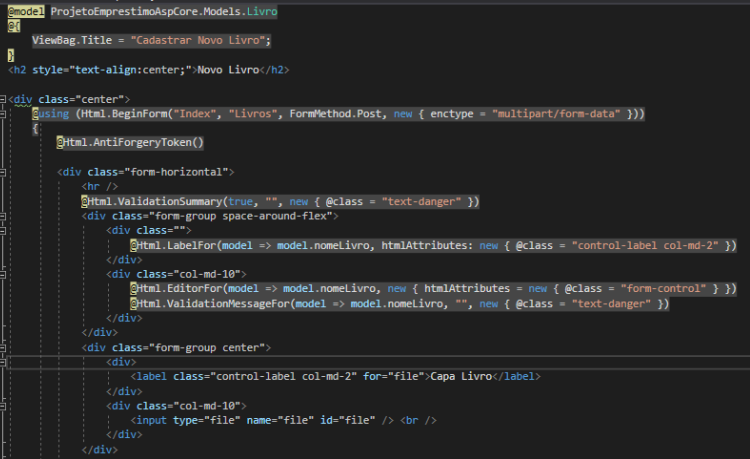 @model ProjetoEmprestimoAspCore.Models.Livro
@{
ViewBag.Title = "Cadastrar Novo Livro";
}
<h2 style="text-align:center;">Novo Livro</h2>
<div class="center">
@using (Html.BeginForm("Index", "Livros", FormMethod.Post, new { enctype = "multipart/form-data" }))
{
@Html.AntiForgeryToken()
<div class="form-horizontal">
<hr />
@Html.ValidationSummary(true, "", new { @class = "text-danger" })
<div class="form-group space-around-flex">
<div class="">
@Html.LabelFor(model => model.nomeLivro, htmlAttributes: new { @class = "control-label col-md-2" })
</div>
<div class="col-md-10">
@Html.EditorFor(model => model.nomeLivro, new { htmlAttributes = new { @class = "form-control" } })
@Html.ValidationMessageFor(model => model.nomeLivro, "", new { @class = "text-danger" })
</div>
</div>
<div class="form-group center">
<div>
<label class="control-label col-md-2" for="file">Capa Livro</label>
</div>
<div class="col-md-10">
<input type="file" name="file" id="file" /> <br />
</div>
</div>